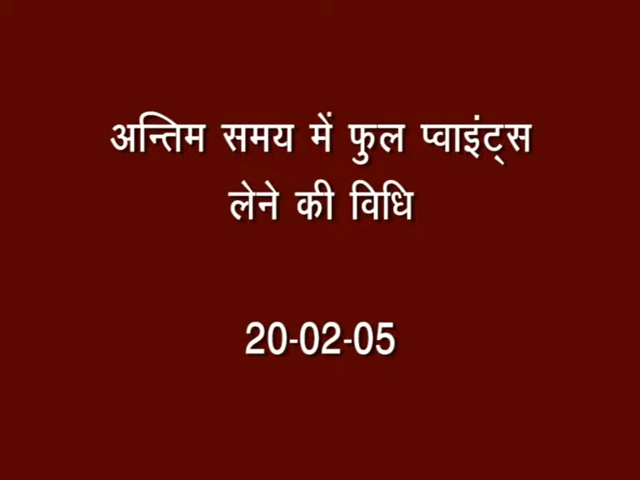 अन्तिम समय में फुल प्वाइंट्स
लेने की विधि
20-02-05